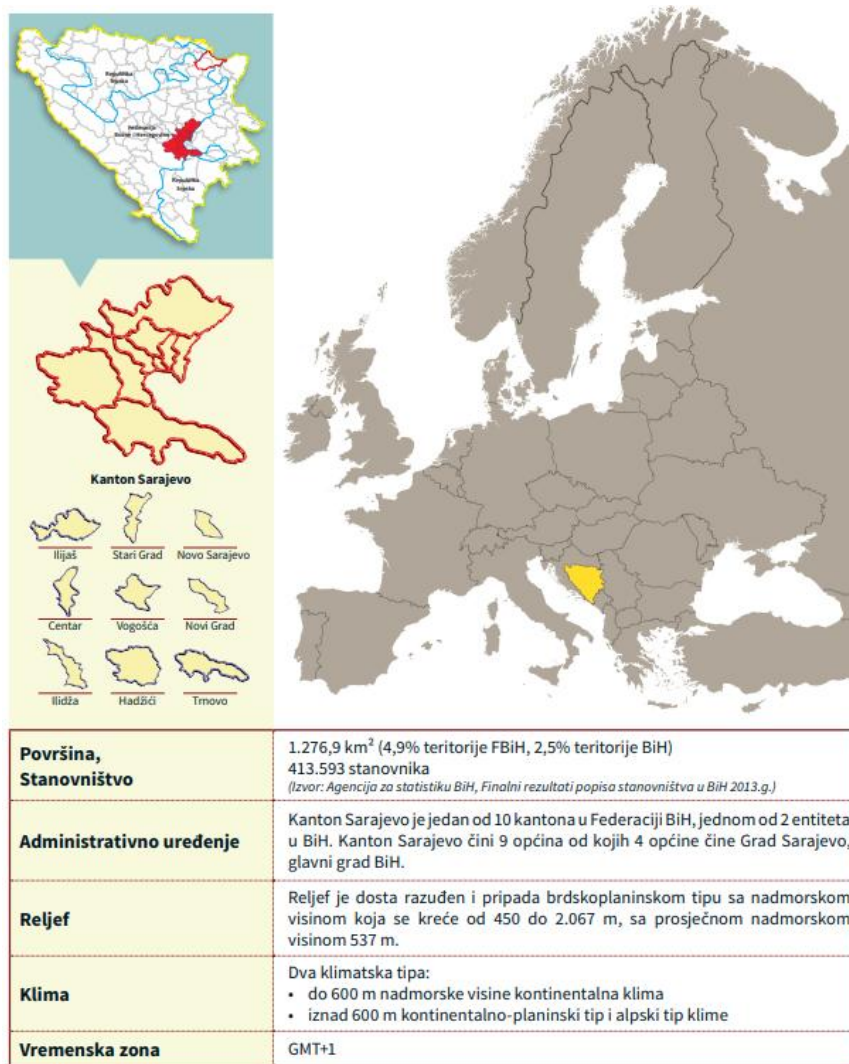 Republika
Srpska
Federacija
Bosne i Hercegovine
Republika
Srpska
Kanton Sarajevo
Ilijaš
Stari Grad
Novo Sarajevo
Centar
Vogošća
Novi Grad
Ilidža
Hadžići
Trnovo
Površina,
Stanovništvo
1.276,9 km² (4,9% teritorije FBiH, 2,5% teritorije BiH)
413.593 stanovnika
(Izvor: Agencija za statistiku BiH, Finalni rezultati popisa stanovništva u BiH 2013.g.)
Administrativno uređenje
Kanton Sarajevo je jedan od 10 kantona u Federaciji BiH, jednom od 2 entiteta
u BiH. Kanton Sarajevo čini 9 općina od kojih 4 općine čine Grad Sarajevo,
glavni grad BiH.
Reljef
Reljef je dosta razuđen i pripada brdskoplaninskom tipu sa nadmorskom
visinom koja se kreće od 450 do 2.067 m, sa prosječnom nadmorskom
visinom 537 m.
Klima
Dva klimatska tipa:
• do 600 m nadmorske visine kontinentalna klima
• iznad 600 m kontinentalno-planinski tip i alpski tip klime
Vremenska zona
GMT+1